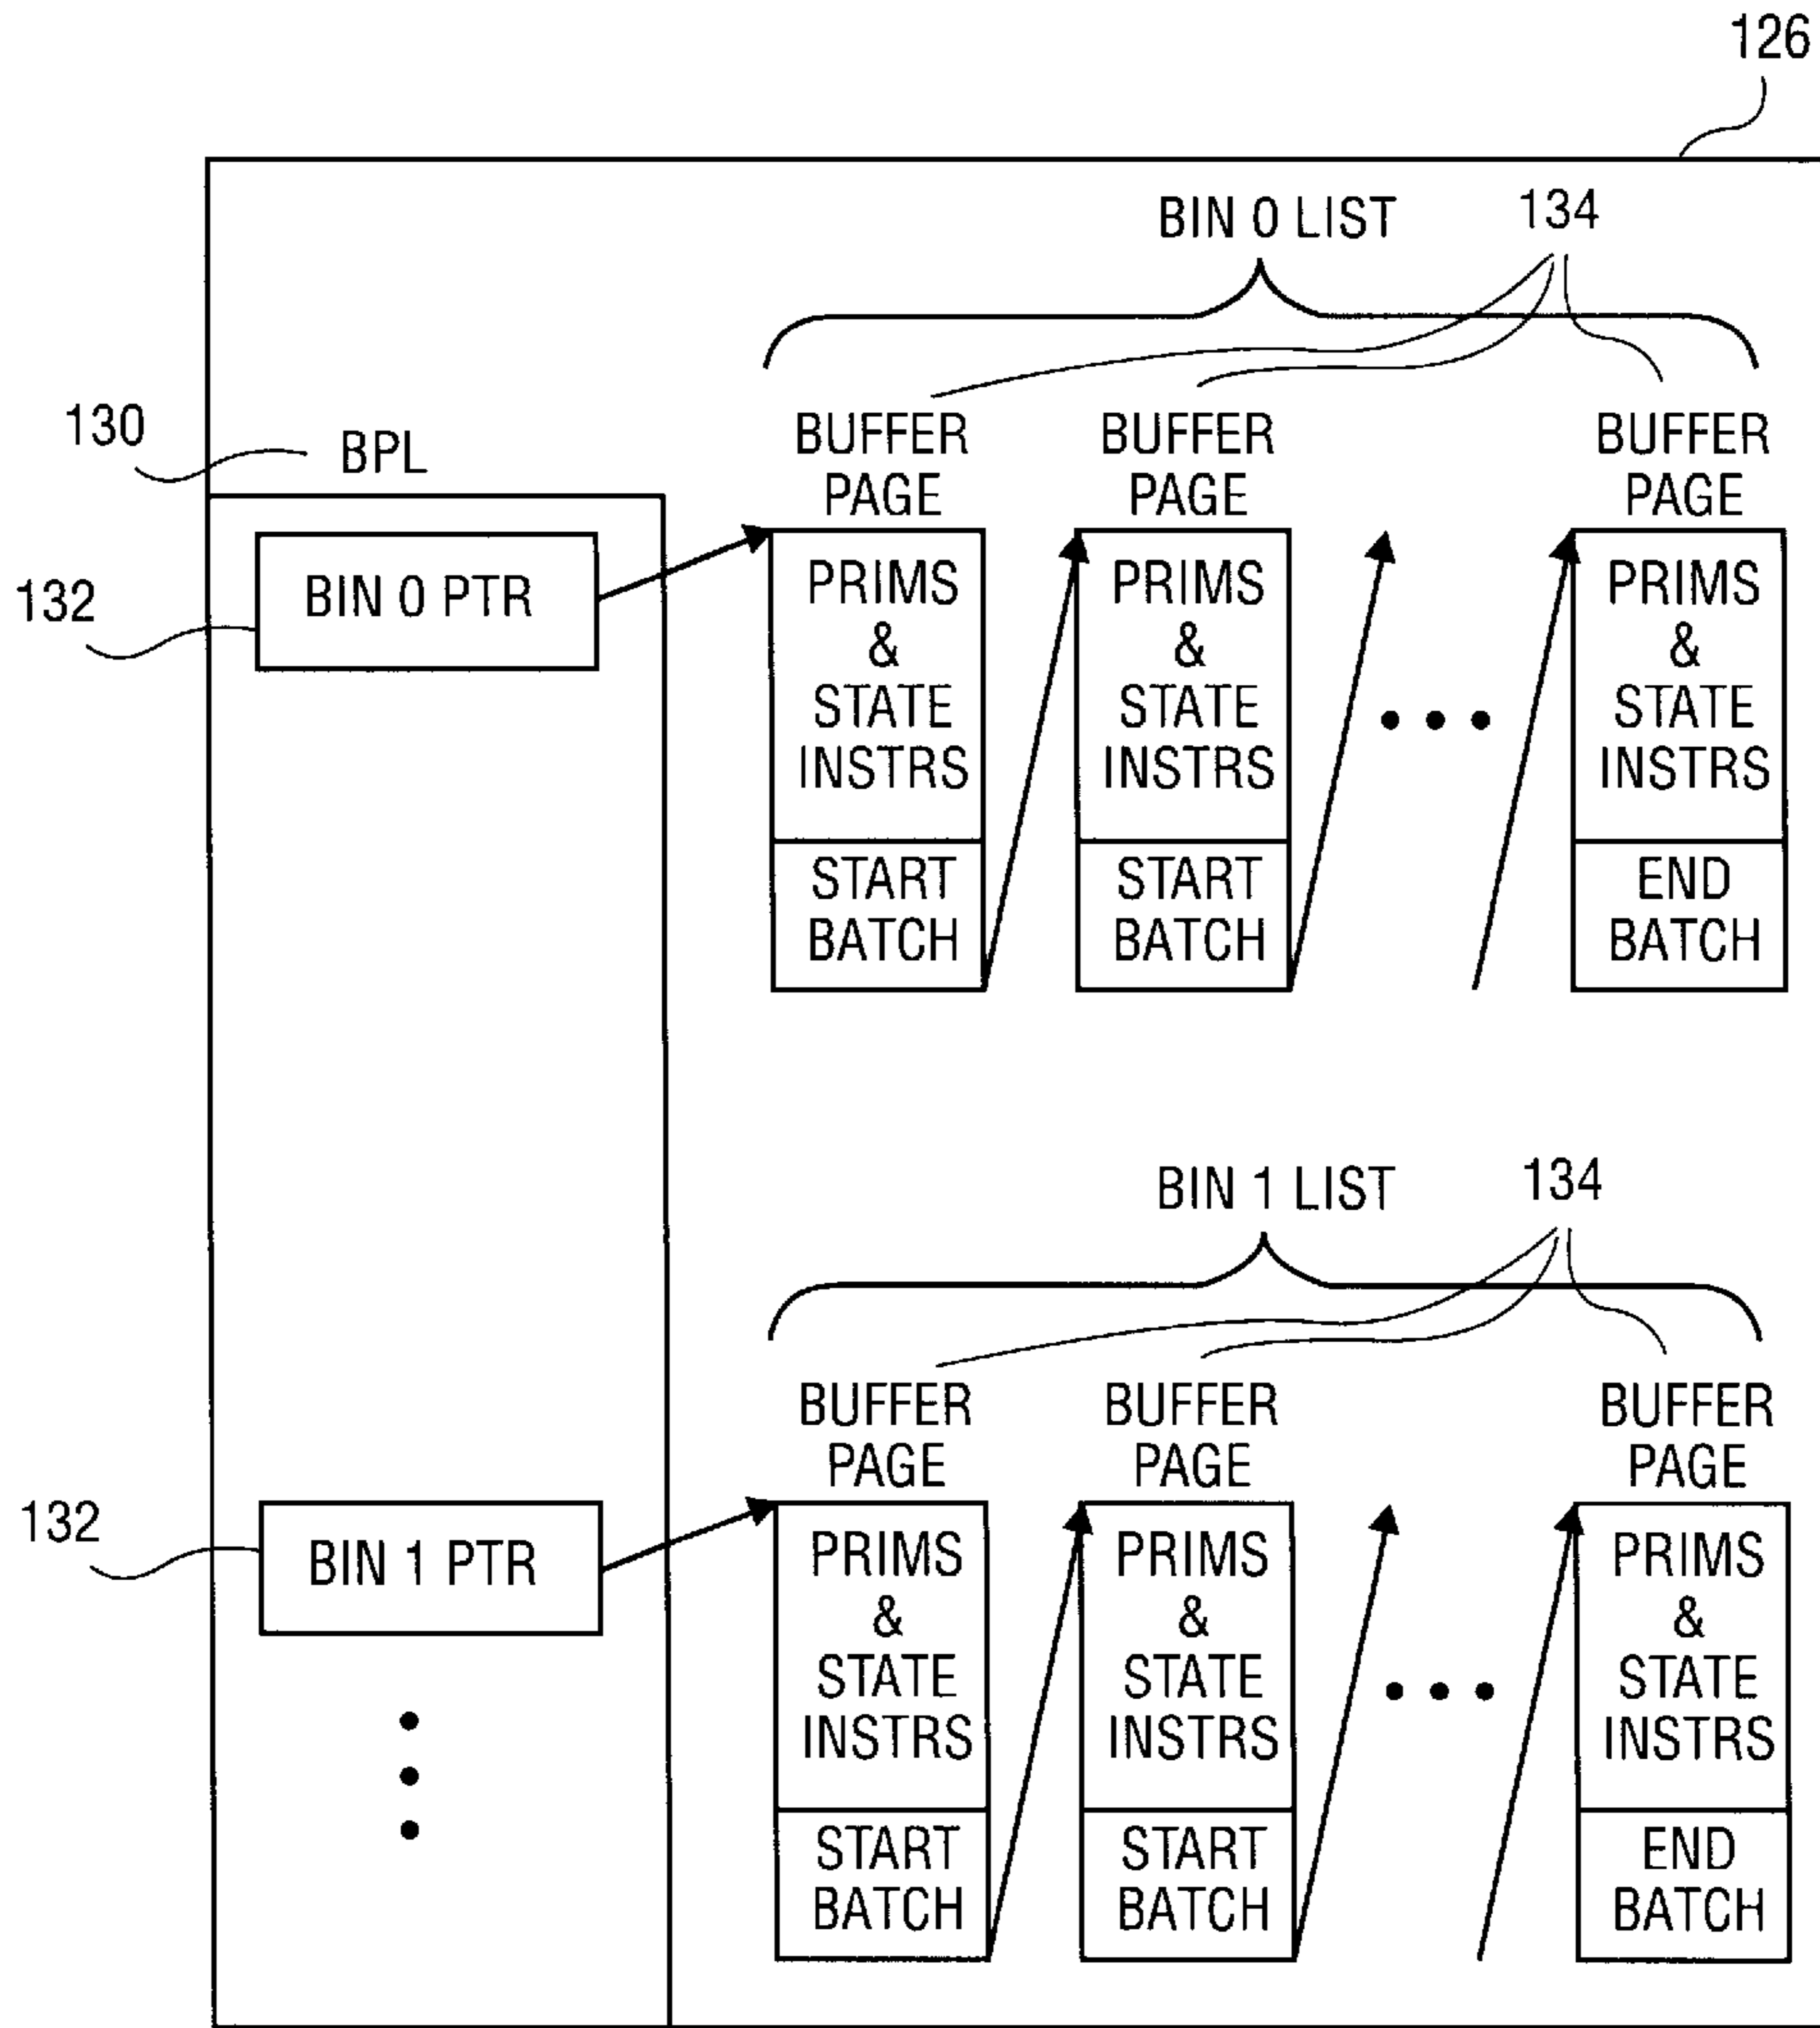 126
BIN 0 LIST
134
130
BPL
BUFFER
PAGE
BUFFER
PAGE
BUFFER
PAGE
132
BIN 0 PTR
PRIMS
&
STATE
INSTRS
START
BATCH
PRIMS
&
STATE
INSTRS
START
BATCH
PRIMS
&
STATE
INSTRS
END
BATCH
BIN 1 LIST
134
BUFFER
PAGE
BUFFER
PAGE
BUFFER
PAGE
132
BIN 1 PTR
PRIMS
&
STATE
INSTRS
START
BATCH
PRIMS
&
STATE
INSTRS
START
BATCH
PRIMS
&
STATE
INSTRS
END
BATCH